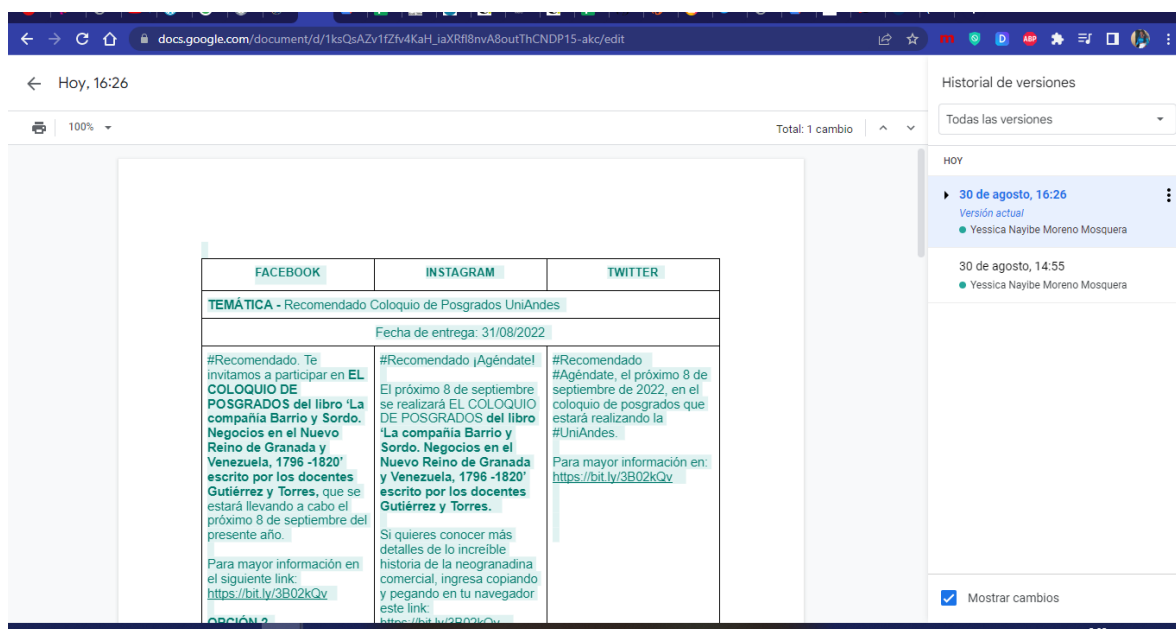 docs.google.com/document/d/1ksQsAZv1fZfv4KaH_iaXRfl8nvA8outThCNDP15-akc/edit
Hoy, 16:26
100%
Total: 1 cambio
Historial de versiones
Todas las versiones
HOY
30 de agosto, 16:26
Versión actual
Yessica Nayibe Moreno Mosquera
30 de agosto, 14:55
Yessica Nayibe Moreno Mosquera
Mostrar cambios
FACEBOOK
INSTAGRAM
TWITTER
TEMÁTICA - Recomendado Coloquio de Posgrados UniAndes
Fecha de entrega: 31/08/2022
#Recomendado. Te
invitamos a participar en EL
COLOQUIO DE
POSGRADOS del libro ‘La
compañía Barrio y Sordo.
Negocios en el Nuevo
Reino de Granada y
Venezuela, 1796 -1820’
escrito por los docentes
Gutiérrez y Torres, que se
estará llevando a cabo el
próximo 8 de septiembre del
presente año.
Para mayor información en
el siguiente link:
https://bit.ly/3B02kQv
OPCIÓN 2
#Recomendado ¡Agéndate!
El próximo 8 de septiembre
se realizará EL COLOQUIO
DE POSGRADOS del libro
‘La compañía Barrio y
Sordo. Negocios en el
Nuevo Reino de Granada
y Venezuela, 1796 -1820’
escrito por los docentes
Gutiérrez y Torres.
Si quieres conocer más
detalles de lo increíble
historia de la neogranadina
comercial, ingresa copiando
y pegando en tu navegador
este link:
https://bit.ly/3B02kQv
#Recomendado
#Agéndate, el próximo 8 de
septiembre de 2022, en el
coloquio de posgrados que
estará realizando la
#UniAndes.
Para mayor información en:
https://bit.ly/3B02kQv